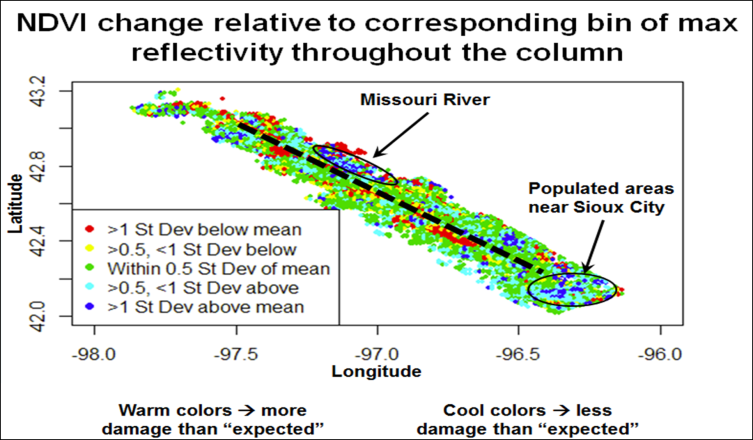 NDVI change relative to corresponding bin of max
reflectivity throughout the column
Missouri River
Populated areas
near Sioux City
Latitude
43.2
42.8
42.4
42.0
>1 St Dev below mean
>0.5, <1 St Dev below
Within 0.5 St Dev of mean
>0.5, <1 St Dev above
>1 St Dev above mean
-98.0 -97.5 -97.0 -96.5 -96.0
Longitude
Warm colors → more
damage than “expected”
Cool colors → less
damage than “expected”